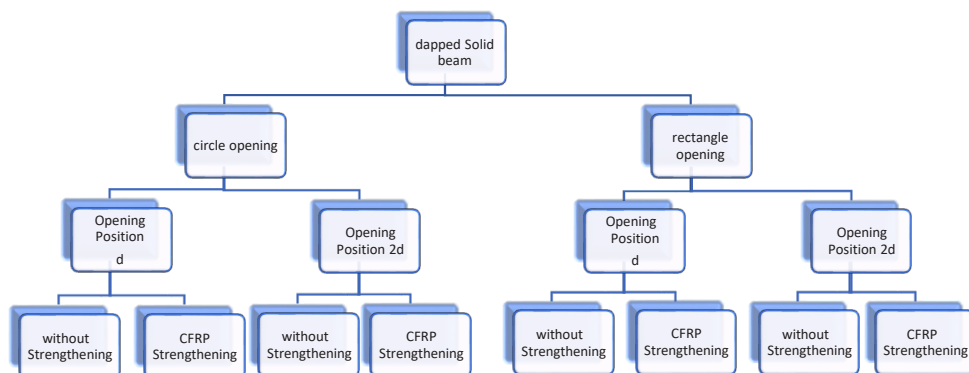 dapped Solid
beam
circle opening
rectangle
opening
Opening
Position
d
Opening
Position 2d
Opening
Position
d
Opening
Position 2d
without
Strengthening
CFRP
Strengthening
without
Strengthening
CFRP
Strengthening
without
Strengthening
CFRP
Strengthening
without
Strengthening
CFRP
Strengthening